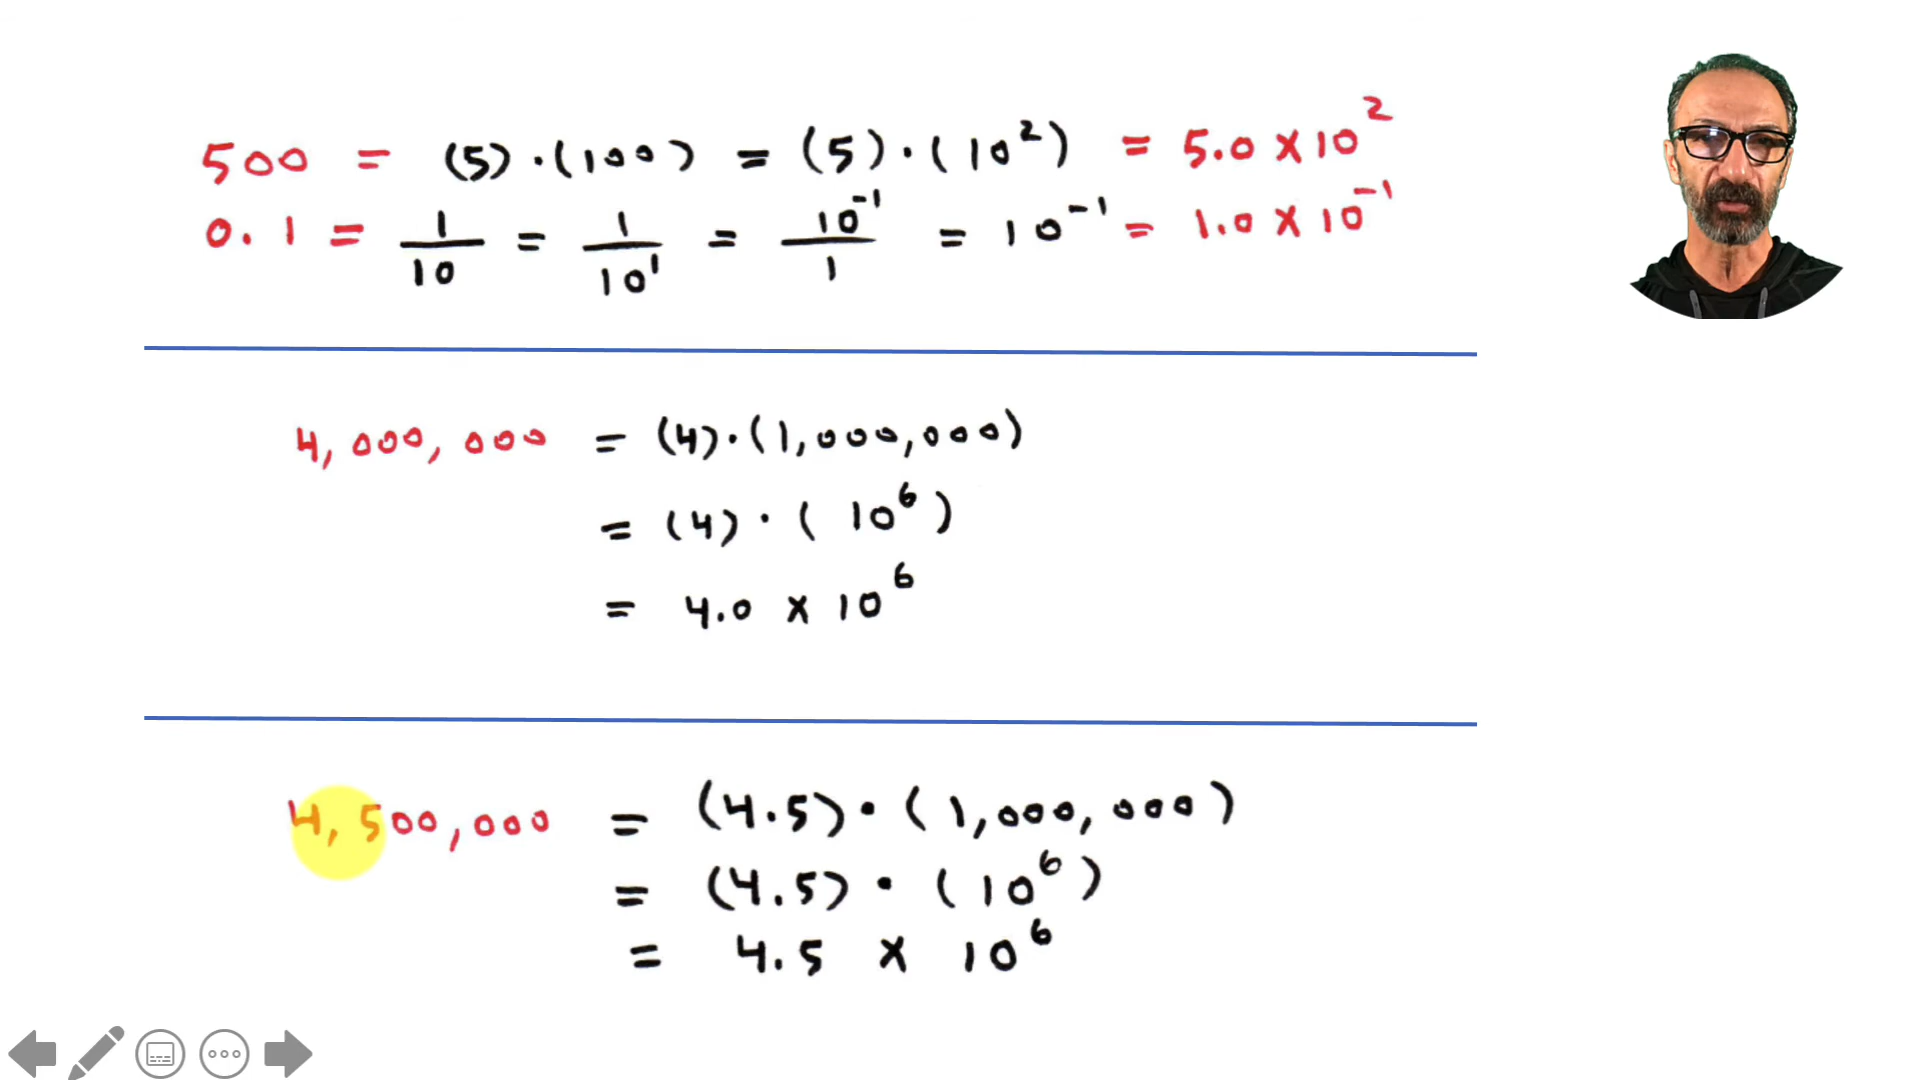 500 = (5) · (100) = (5) · (10²) = 5.0 × 10²
0.1 = 1/10 = 1/10¹ = 10⁻¹/1 = 10⁻¹ = 1.0 × 10⁻¹
4,000,000 = (4) · (1,000,000)
= (4) · (10⁶)
= 4.0 × 10⁶
4,500,000 = (4.5) · (1,000,000)
= (4.5) · (10⁶)
= 4.5 × 10⁶